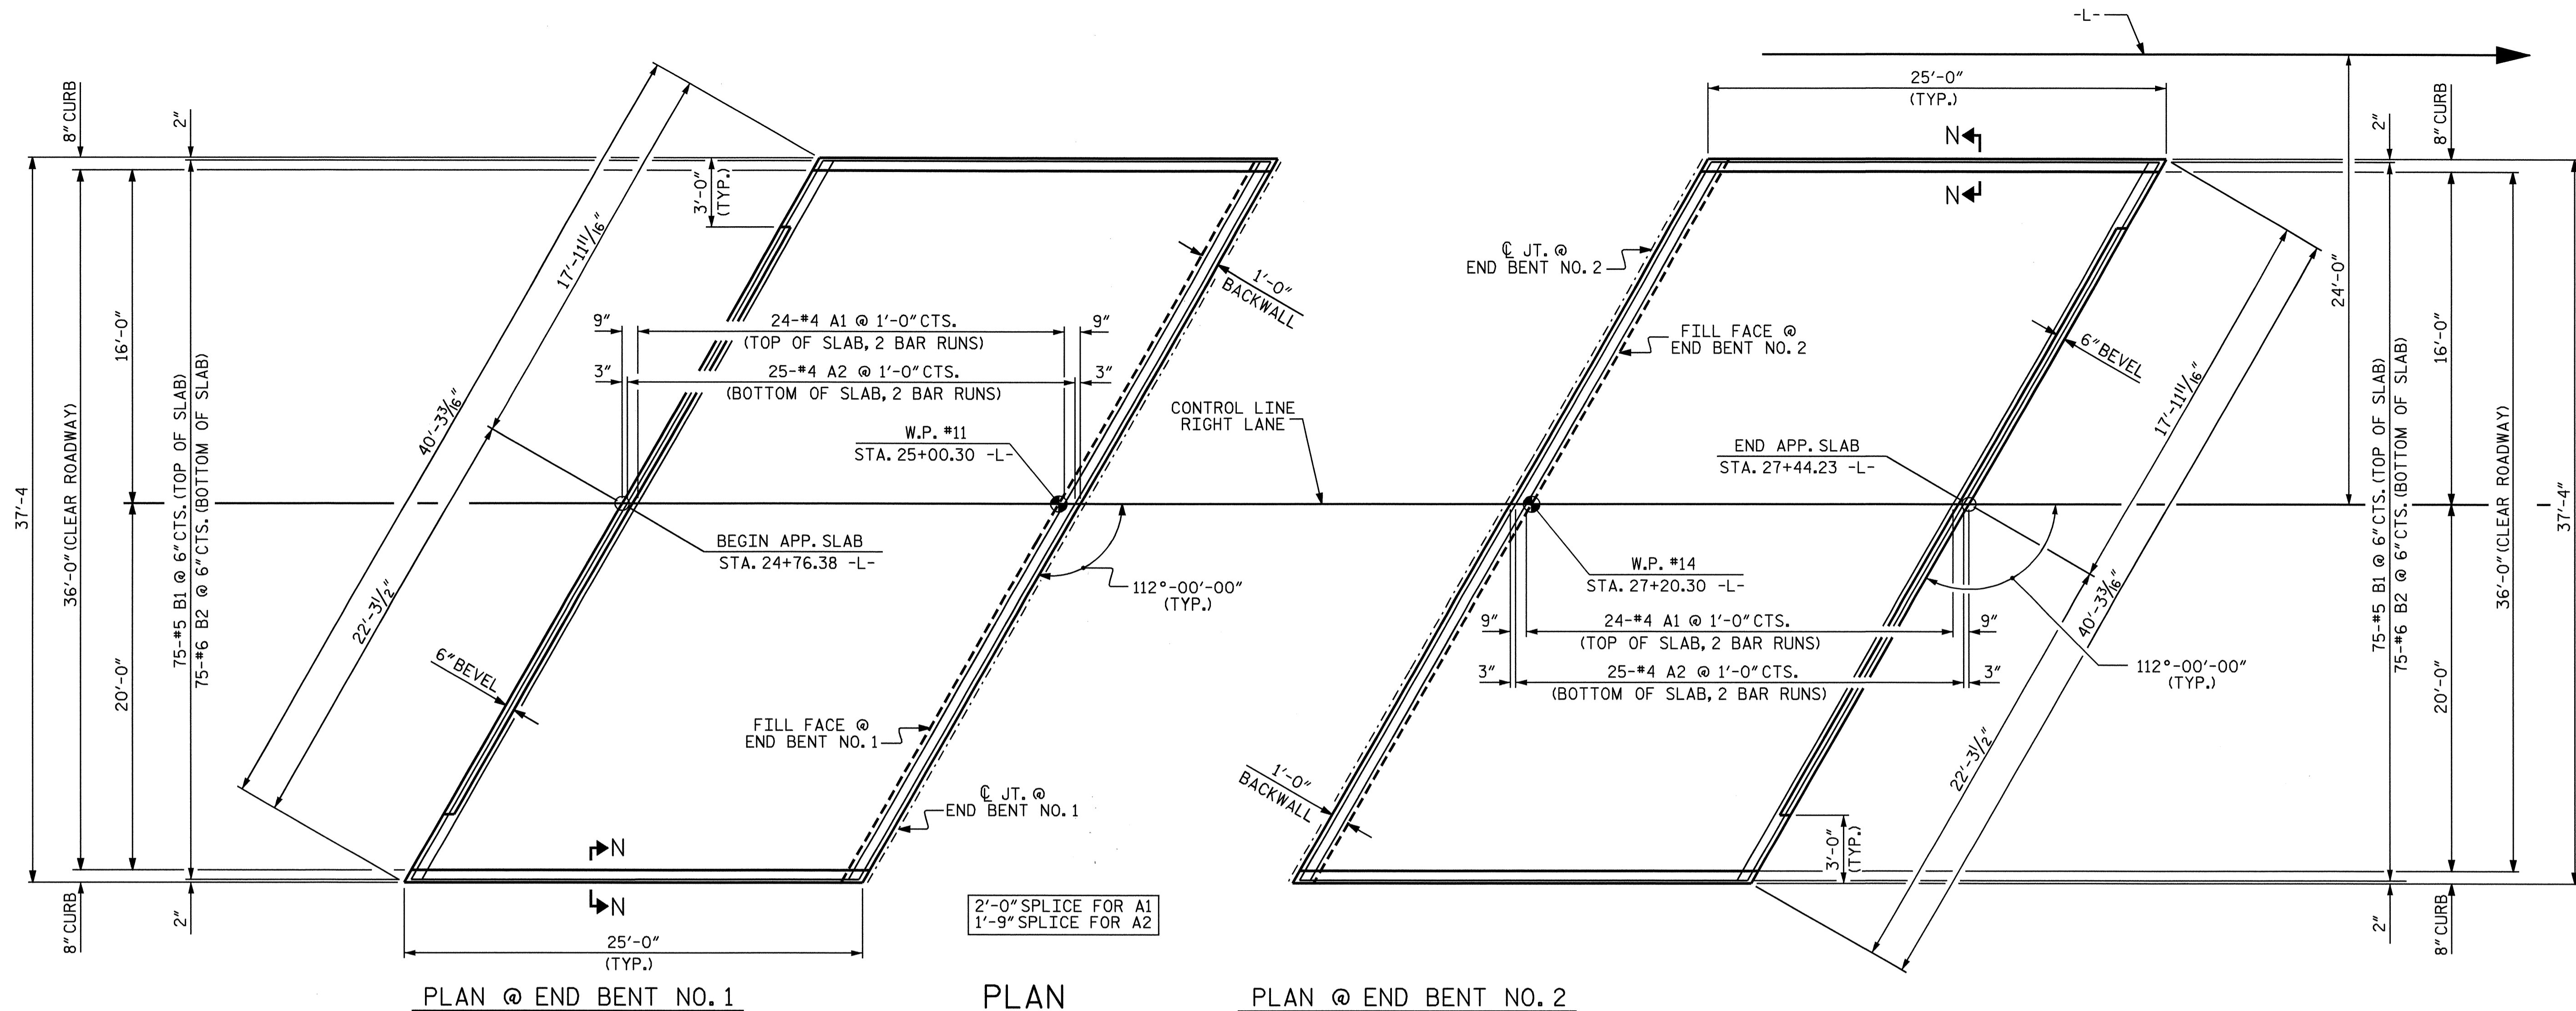 -L-
25'-0"
(TYP.)
8" CURB
2"
2"
8" CURB
N
N
3'-0"
(TYP.)
17'-11 11/16"
40'-3 3/16"
22'-3 1/2"
1'-0"
BACKWALL
℄ JT. @
END BENT NO. 2
FILL FACE @
END BENT NO. 2
24'-0"
6" BEVEL
17'-11 11/16"
40'-3 3/16"
22'-3 1/2"
9"
24-#4 A1 @ 1'-0" CTS.
9"
(TOP OF SLAB, 2 BAR RUNS)
3"
25-#4 A2 @ 1'-0" CTS.
3"
(BOTTOM OF SLAB, 2 BAR RUNS)
16'-0"
16'-0"
CONTROL LINE
RIGHT LANE
W.P. #11
STA. 25+00.30 -L-
END APP. SLAB
STA. 27+44.23 -L-
37'-4
36'-0" (CLEAR ROADWAY)
75-#5 B1 @ 6" CTS. (TOP OF SLAB)
75-#6 B2 @ 6" CTS. (BOTTOM OF SLAB)
75-#5 B1 @ 6" CTS. (TOP OF SLAB)
75-#6 B2 @ 6" CTS. (BOTTOM OF SLAB)
36'-0" (CLEAR ROADWAY)
37'-4"
BEGIN APP. SLAB
STA. 24+76.38 -L-
112°-00'-00"
(TYP.)
W.P. #14
STA. 27+20.30 -L-
9"
24-#4 A1 @ 1'-0" CTS.
9"
(TOP OF SLAB, 2 BAR RUNS)
3"
25-#4 A2 @ 1'-0" CTS.
3"
(BOTTOM OF SLAB, 2 BAR RUNS)
112°-00'-00"
(TYP.)
20'-0"
20'-0"
6" BEVEL
FILL FACE @
END BENT NO. 1
℄ JT. @
END BENT NO. 1
1'-0"
BACKWALL
3'-0"
(TYP.)
N
N
8" CURB
2"
2"
8" CURB
2'-0" SPLICE FOR A1
1'-9" SPLICE FOR A2
25'-0"
(TYP.)
PLAN @ END BENT NO. 1
PLAN
PLAN @ END BENT NO. 2